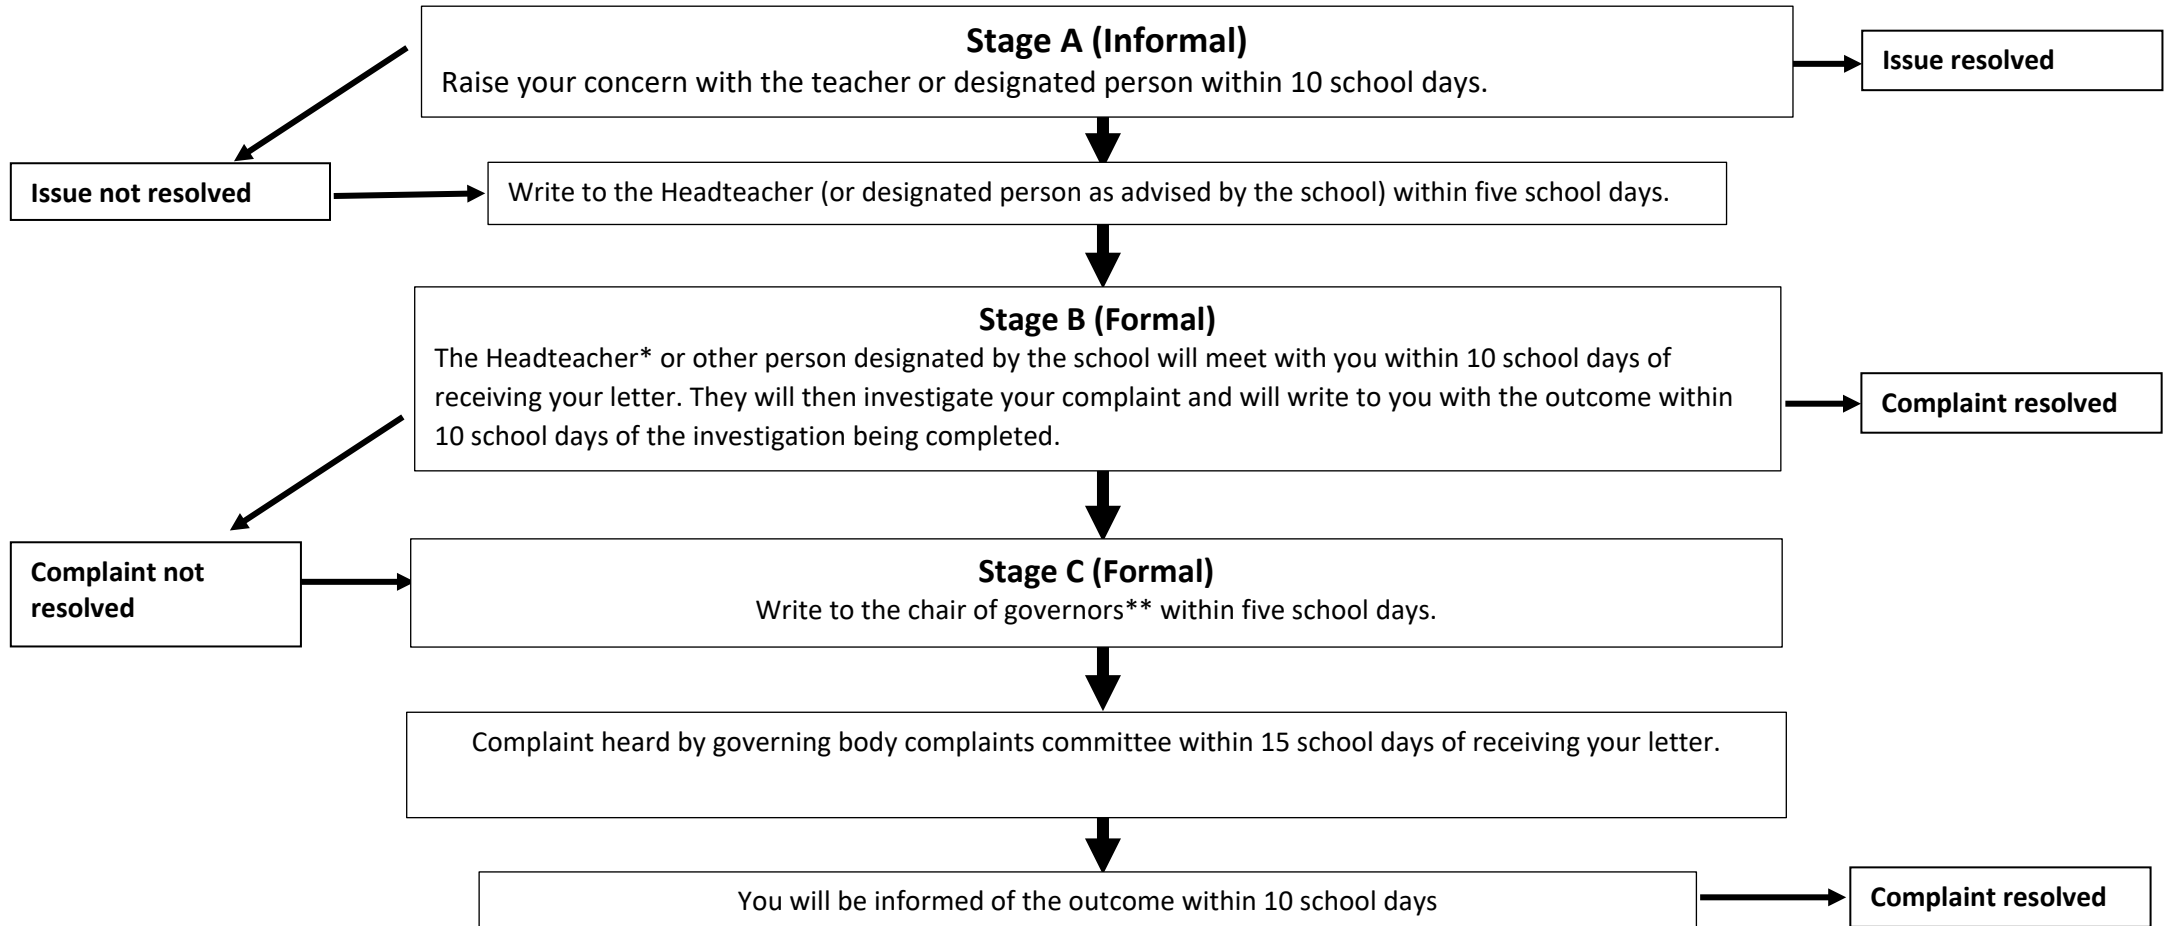 Stage A (Informal)
Raise your concern with the teacher or designated person within 10 school days.
Issue resolved
Issue not resolved
Write to the Headteacher (or designated person as advised by the school) within five school days.
Stage B (Formal)
The Headteacher* or other person designated by the school will meet with you within 10 school days of
receiving your letter. They will then investigate your complaint and will write to you with the outcome within
10 school days of the investigation being completed.
Complaint resolved
Complaint not
resolved
Stage C (Formal)
Write to the chair of governors** within five school days.
Complaint heard by governing body complaints committee within 15 school days of receiving your letter.
You will be informed of the outcome within 10 school days
Complaint resolved